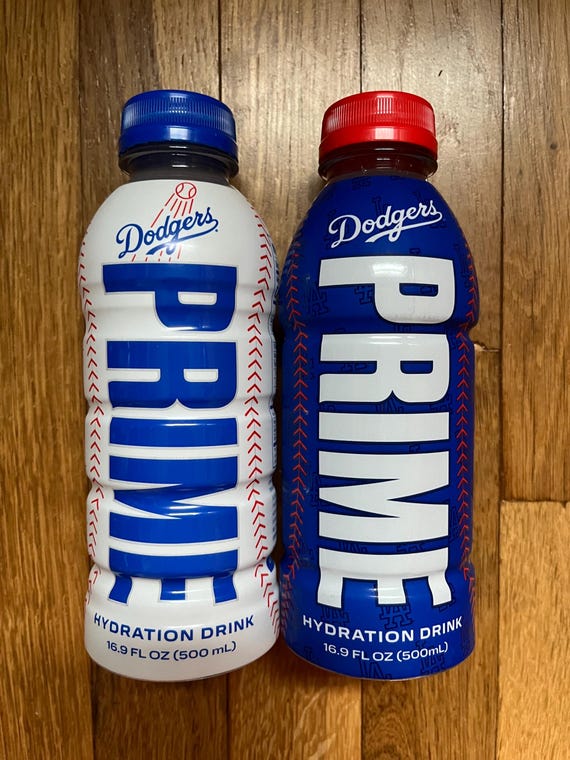 Dodgers
PRIME
HYDRATION DRINK
16.9 FL OZ (500 mL)
Dodgers
PRIME
HYDRATION DRINK
16.9 FL OZ (500mL)
LA